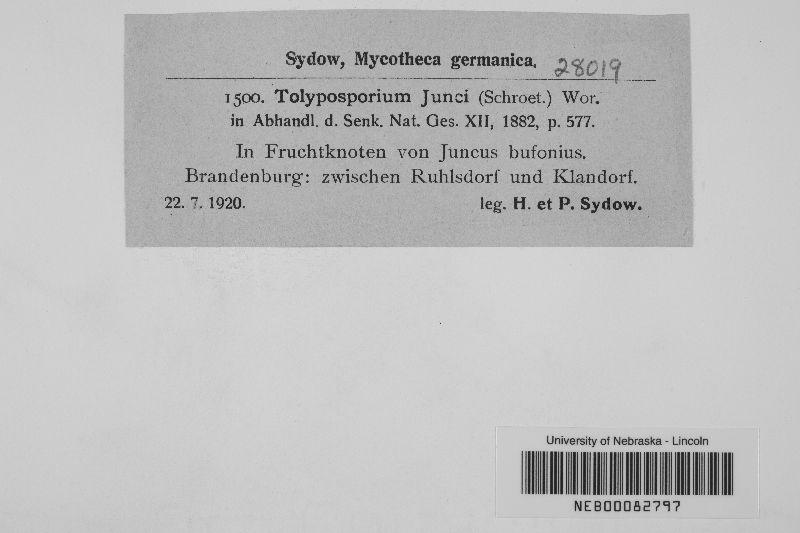 Sydow, Mycotheca germanica. 28019
1500. Tolyposporium Junci (Schroet.) Wor.
in Abhandl. d. Senk. Nat. Ges. XII, 1882, p. 577.
In Fruchtknoten von Juncus bufonius.
Brandenburg: zwischen Ruhlsdorf und Klandorf.
22. 7. 1920. leg. H. et P. Sydow.
University of Nebraska - Lincoln
NEB00082797